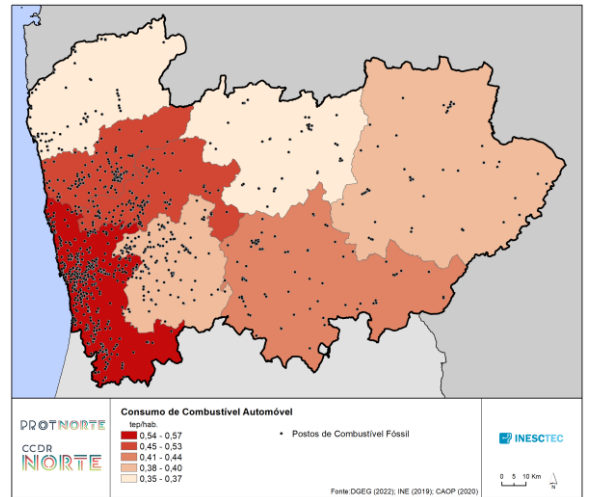 PROTNORTE
CCDR
NORTE
Consumo de Combustível Automóvel
tep/hab.
0,54 - 0,57
0,45 - 0,53
0,41 - 0,44
0,38 - 0,40
0,35 - 0,37
Postos de Combustível Fóssil
INESCTEC
0 5 10 Km
N
Fonte:DGEG (2022); INE (2019); CAOP (2020)